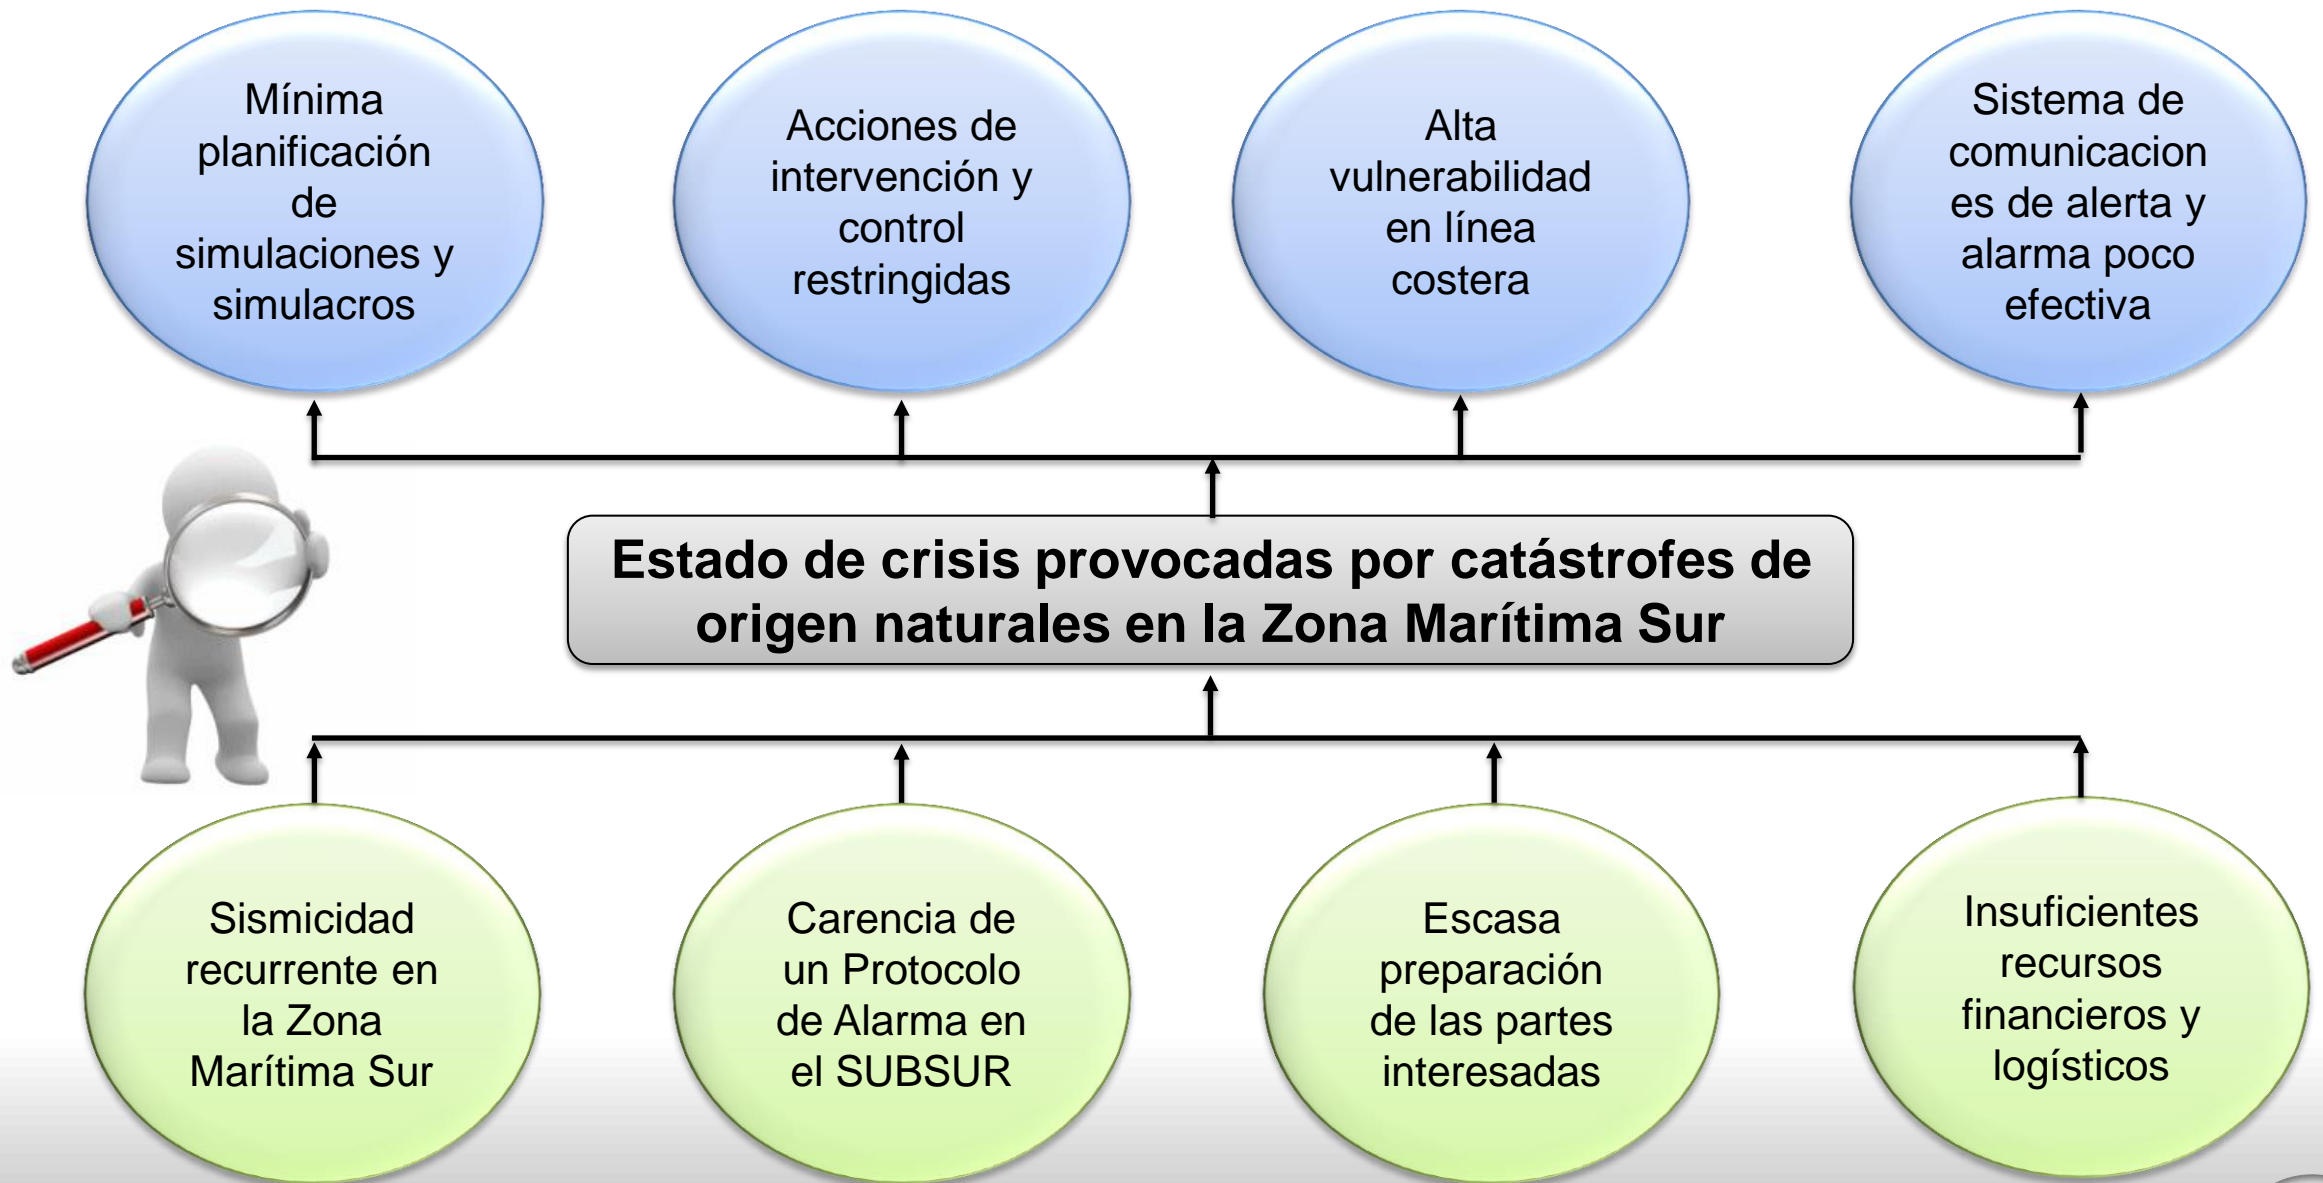 Mínima
planificación
de
simulaciones y
simulacros
Acciones de
intervención y
control
restringidas
Alta
vulnerabilidad
en línea
costera
Sistema de
comunicacion
es de alerta y
alarma poco
efectiva
Estado de crisis provocadas por catástrofes de
origen naturales en la Zona Marítima Sur
Sismicidad
recurrente en
la Zona
Marítima Sur
Carencia de
un Protocolo
de Alarma en
el SUBSUR
Escasa
preparación
de las partes
interesadas
Insuficientes
recursos
financieros y
logísticos